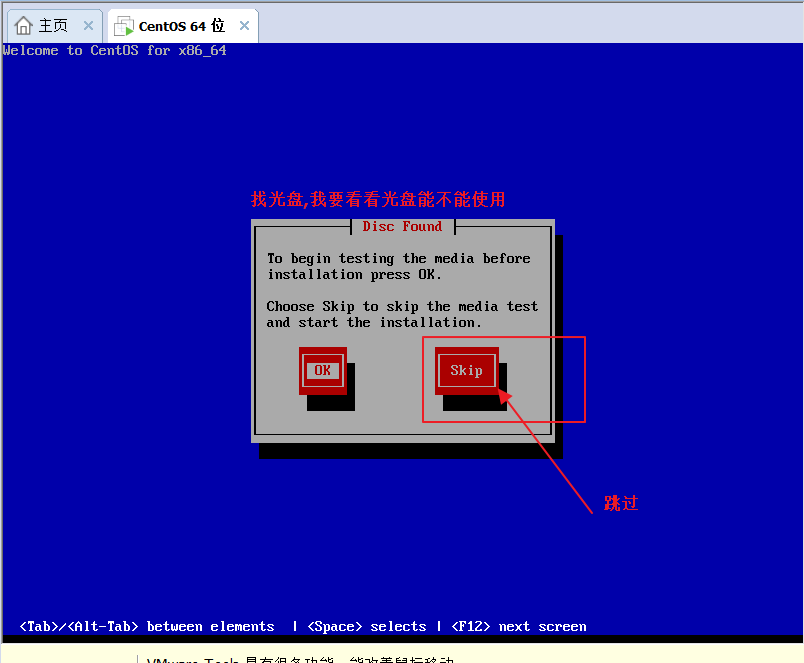 主页
CentOS 64 位
Welcome to CentOS for x86_64
找光盘,我要看看光盘能不能使用
Disc Found
To begin testing the media before
installation press OK.
Choose Skip to skip the media test
and start the installation.
OK
Skip
跳过
<Tab>/<Alt-Tab> between elements | <Space> selects | <F12> next screen
VMware Tools 具有很多功能，能改善鼠标移动